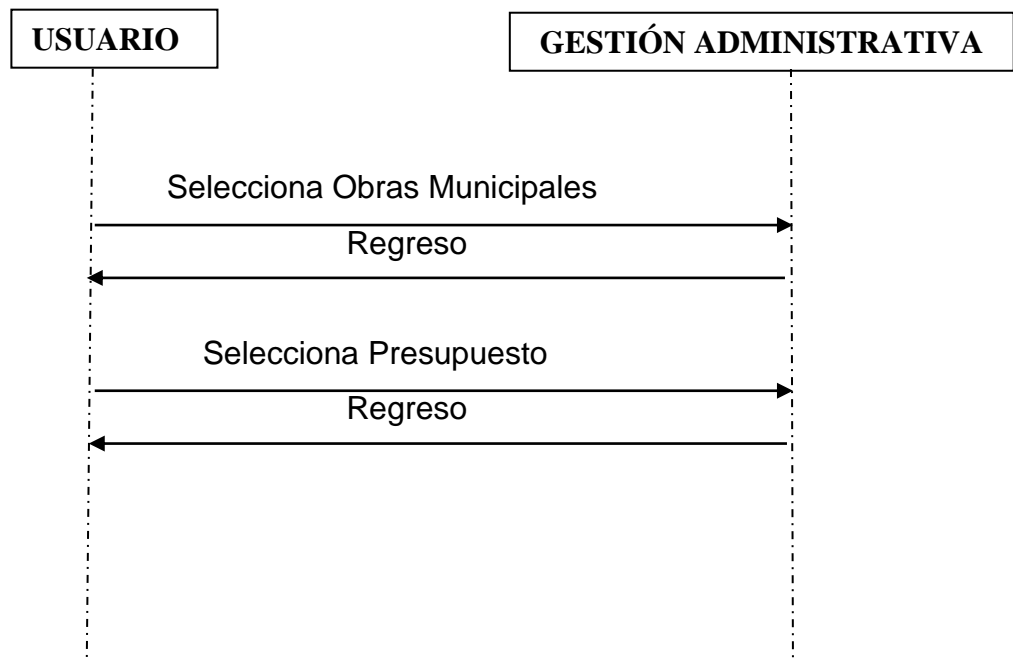 USUARIO
GESTIÓN ADMINISTRATIVA
Selecciona Obras Municipales
Regreso
Selecciona Presupuesto
Regreso